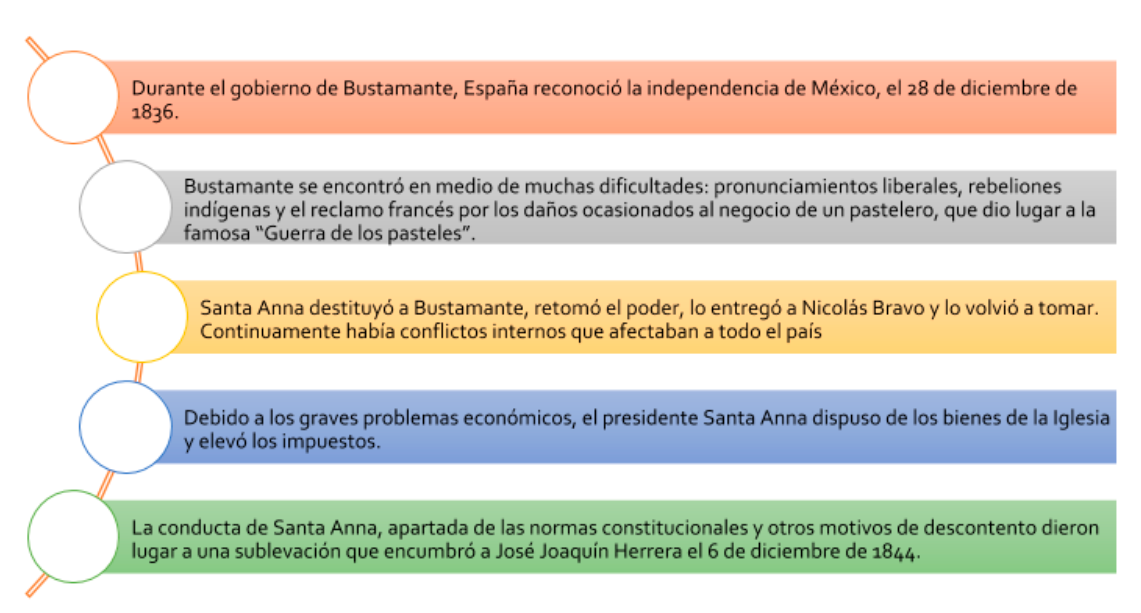 Durante el gobierno de Bustamante, España reconoció la independencia de México, el 28 de diciembre de
1836.
Bustamante se encontró en medio de muchas dificultades: pronunciamientos liberales, rebeliones
indígenas y el reclamo francés por los daños ocasionados al negocio de un pastelero, que dio lugar a la
famosa “Guerra de los pasteles”.
Santa Anna destituyó a Bustamante, retomó el poder, lo entregó a Nicolás Bravo y lo volvió a tomar.
Continuamente había conflictos internos que afectaban a todo el país
Debido a los graves problemas económicos, el presidente Santa Anna dispuso de los bienes de la Iglesia
y elevó los impuestos.
La conducta de Santa Anna, apartada de las normas constitucionales y otros motivos de descontento dieron
lugar a una sublevación que encumbró a José Joaquín Herrera el 6 de diciembre de 1844.